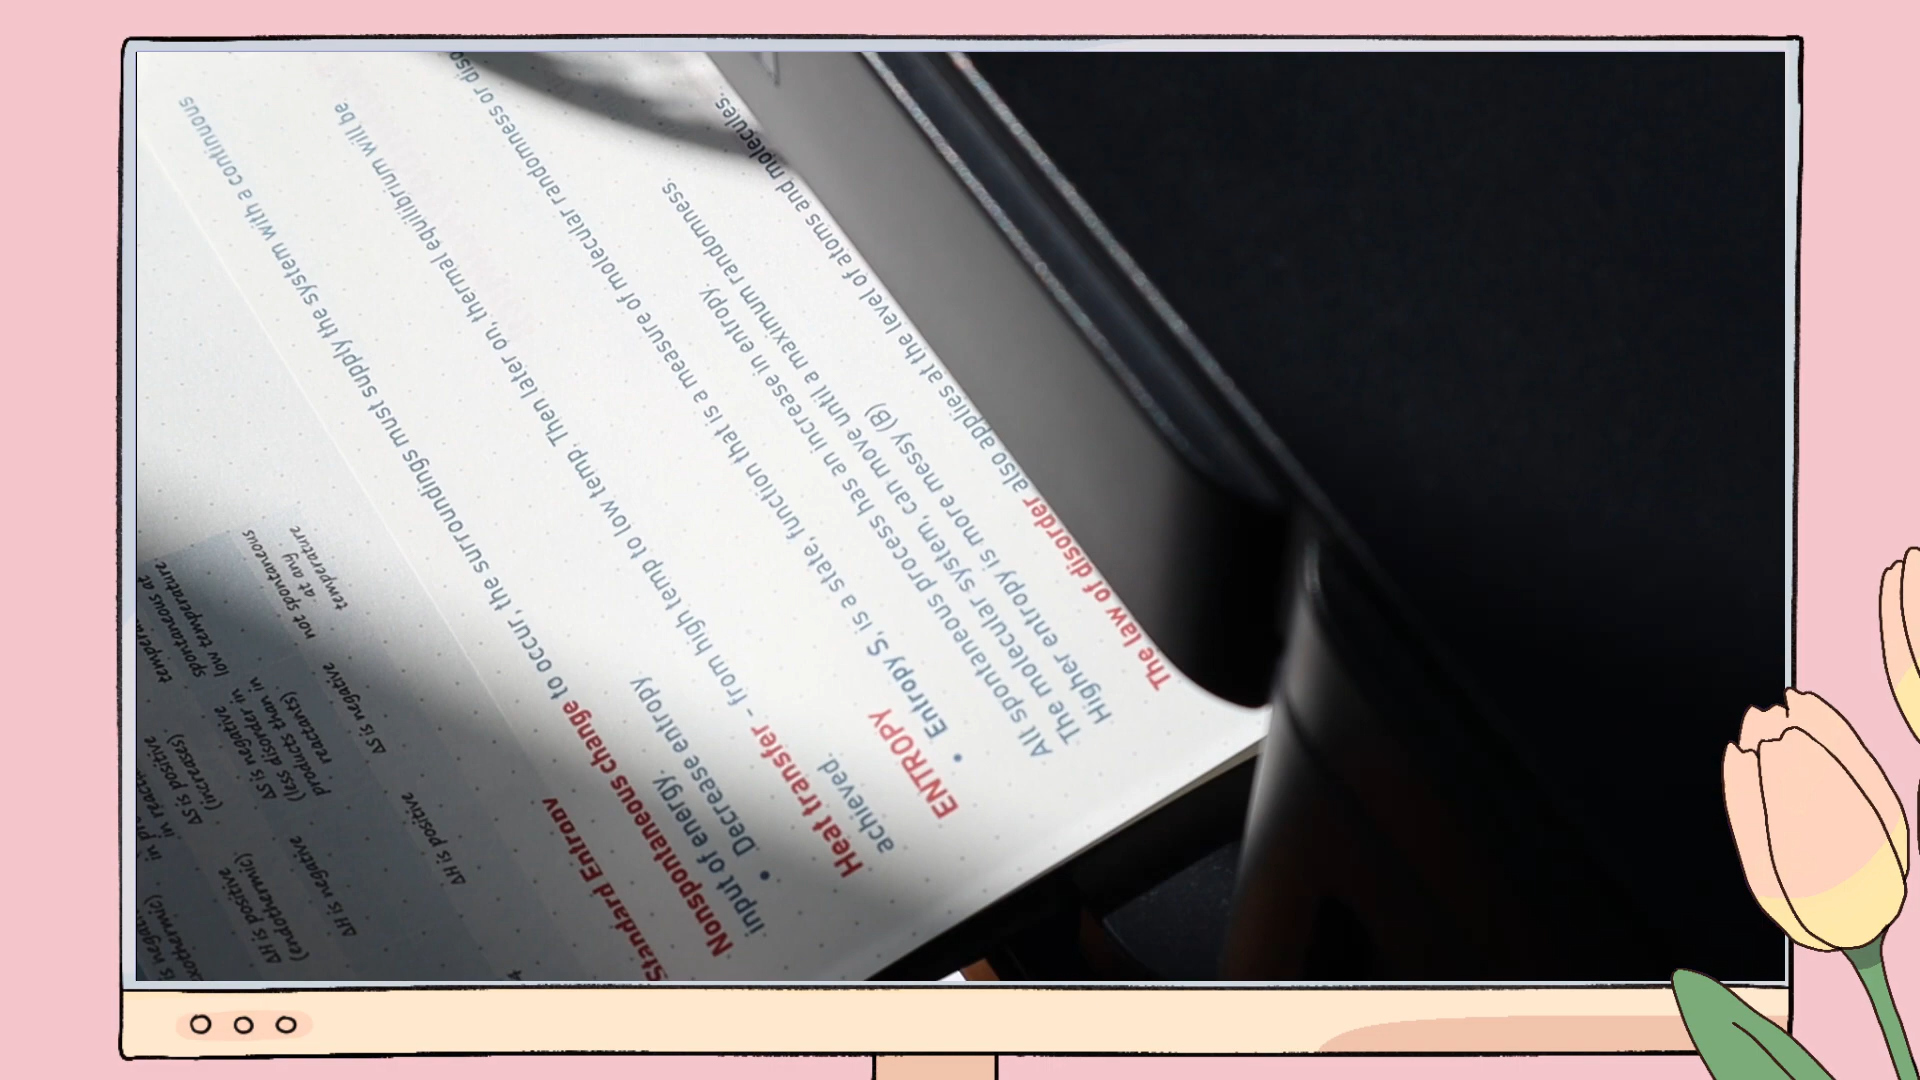 ΔS is positive
(increases)
spontaneous at
low temperature
ΔH is positive
(endothermic)
ΔH is negative
ΔS is negative
(less disorder in
products than in
reactants)
not spontaneous
at any
temperature
ΔH is positive
ΔS is negative
Standard Entropy
Nonspontaneous change to occur, the surroundings must supply the system with a continuous
input of energy.
• Decrease entropy
Heat transfer - from high temp to low temp. Then later on, thermal equilibrium will be
achieved.
ENTROPY
• Entropy S, is a state, function that is a measure of molecular randomness or
All spontaneous process has an increase in entropy.
The molecular system, can move until a maximum randomness.
Higher entropy is more messy (B)
The law of disorder also applies at the level of atoms and molecules.